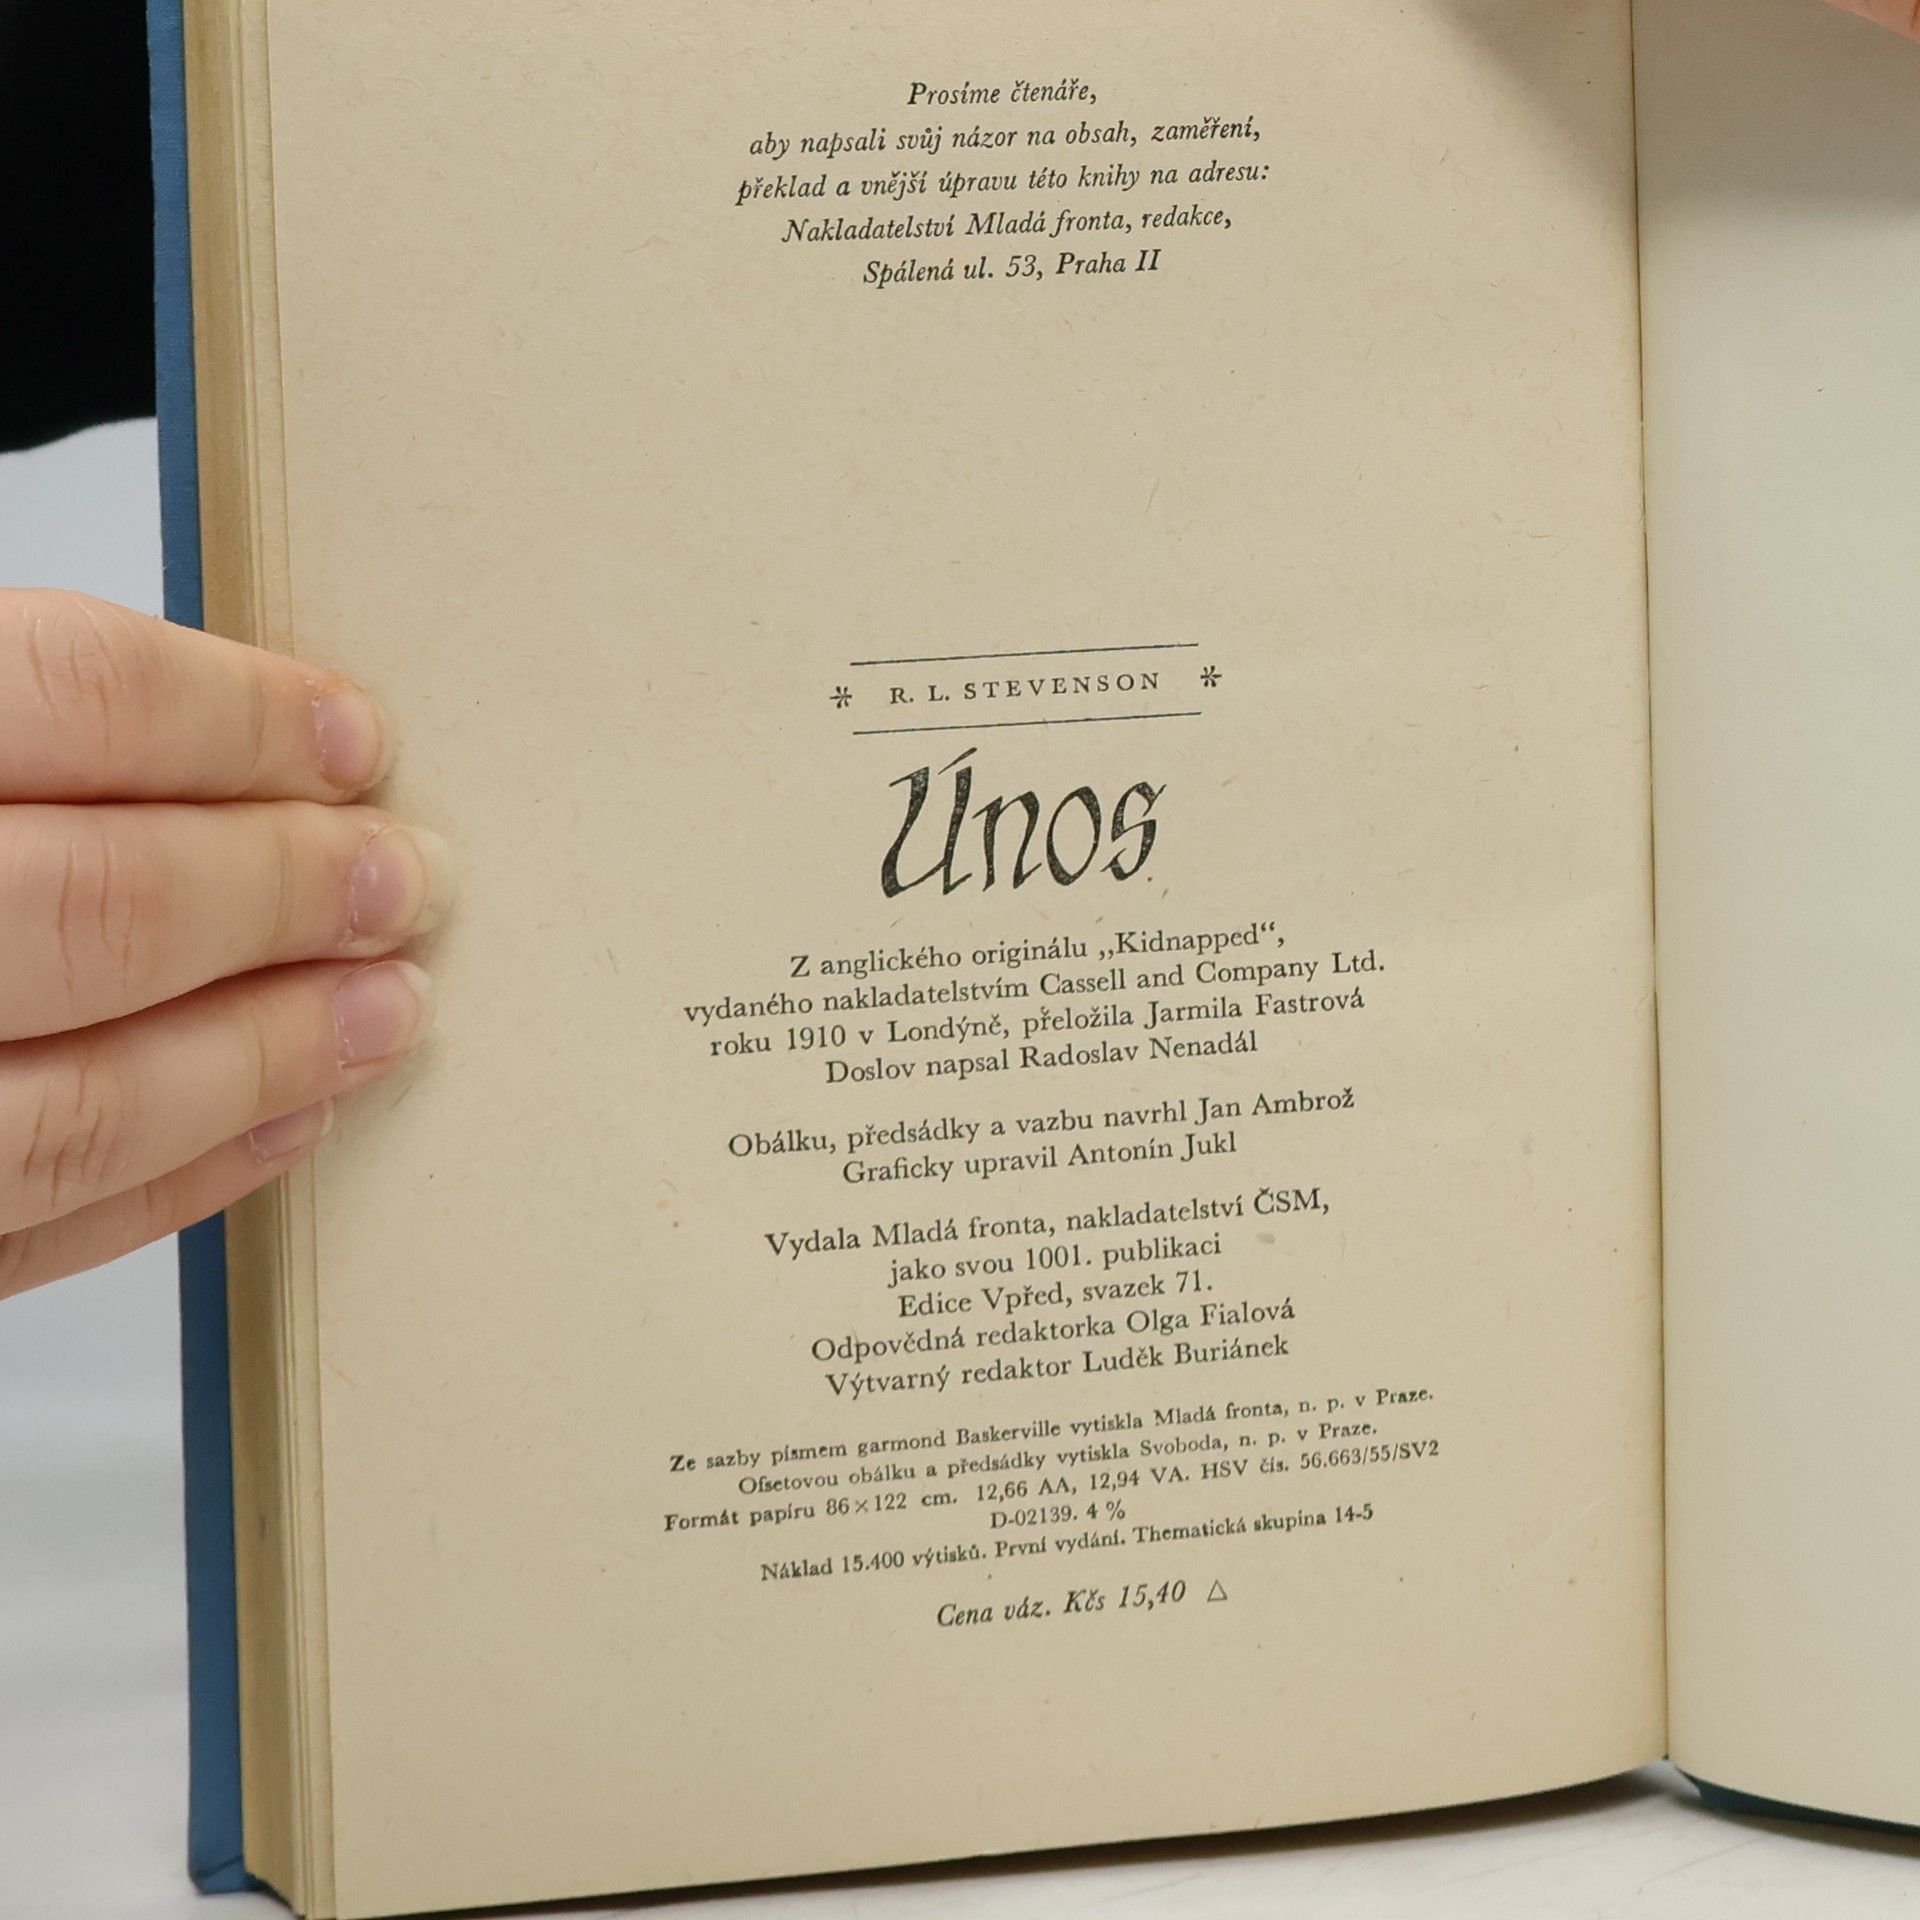 Prosíme čtenáře,
aby napsali svůj názor na obsah, zaměření,
překlad a vnější úpravu této knihy na adresu:
Nakladatelství Mladá fronta, redakce,
Spálená ul. 53, Praha II
* R. L. STEVENSON *
Únos
Z anglického originálu „Kidnapped“,
vydaného nakladatelstvím Cassell and Company Ltd.
roku 1910 v Londýně, přeložila Jarmila Fastrová
Doslov napsal Radoslav Nenadál
Obálku, předsádky a vazbu navrhl Jan Ambrož
Graficky upravil Antonín Jukl
Vydala Mladá fronta, nakladatelství ČSM,
jako svou 1001. publikaci
Edice Vpřed, svazek 71.
Odpovědná redaktorka Olga Fialová
Výtvarný redaktor Luděk Buriánek
Ze sazby písmem garmond Baskerville vytiskla Mladá fronta, n. p. v Praze.
Ofsetovou obálku a předsádky vytiskla Svoboda, n. p. v Praze.
Formát papíru 86×122 cm. 12,66 AA, 12,94 VA. HSV čís. 56.663/55/SV2
D-02139. 4 %
Náklad 15.400 výtisků. První vydání. Thematická skupina 14-5
Cena váz. Kčs 15,40 △